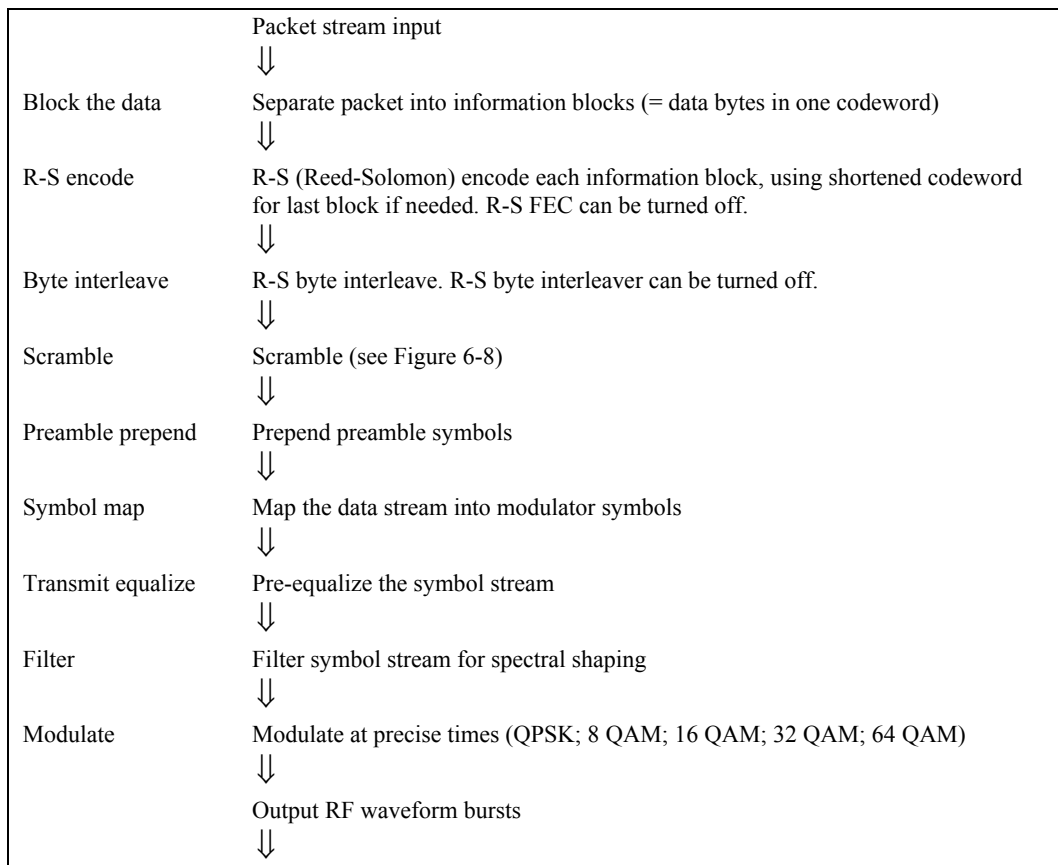 Packet stream input
⇓
Block the data Separate packet into information blocks (= data bytes in one codeword)
⇓
R-S encode R-S (Reed-Solomon) encode each information block, using shortened codeword
for last block if needed. R-S FEC can be turned off.
⇓
Byte interleave R-S byte interleave. R-S byte interleaver can be turned off.
⇓
Scramble Scramble (see Figure 6-8)
⇓
Preamble prepend Prepend preamble symbols
⇓
Symbol map Map the data stream into modulator symbols
⇓
Transmit equalize Pre-equalize the symbol stream
⇓
Filter Filter symbol stream for spectral shaping
⇓
Modulate Modulate at precise times (QPSK; 8 QAM; 16 QAM; 32 QAM; 64 QAM)
⇓
Output RF waveform bursts
⇓